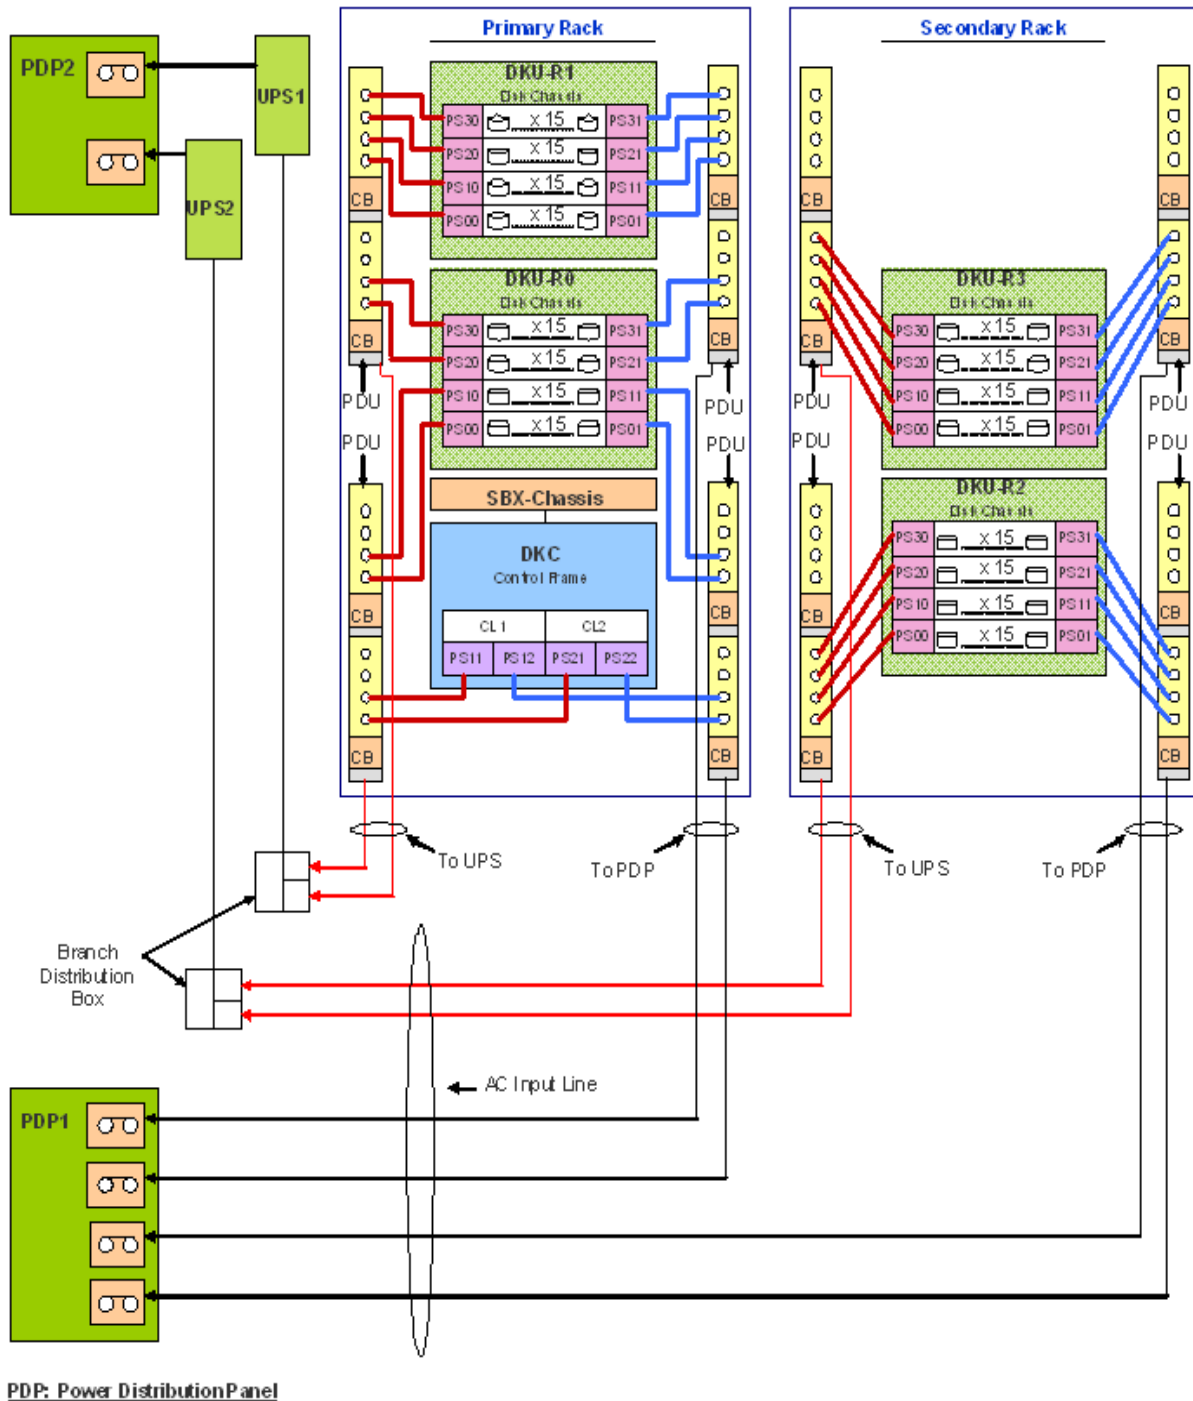 Primary Rack
Secondary Rack
PDP2
UPS1
UPS2
DKU-R1
Disk Chassis
PS30 x 15 PS31
PS20 x 15 PS21
PS10 x 15 PS11
PS00 x 15 PS01
CB
CB
CB
CB
DKU-R0
Disk Chassis
PS30 x 15 PS31
PS20 x 15 PS21
PS10 x 15 PS11
PS00 x 15 PS01
CB
CB
CB
CB
DKU-R3
Disk Chassis
PS30 x 15 PS31
PS20 x 15 PS21
PS10 x 15 PS11
PS00 x 15 PS01
PDU
PDU
PDU
PDU
PDU
PDU
PDU
PDU
SBX-Chassis
DKC
Control Frame
CL1
CL2
PS11
PS12
PS21
PS22
DKU-R2
Disk Chassis
PS30 x 15 PS31
PS20 x 15 PS21
PS10 x 15 PS11
PS00 x 15 PS01
CB
CB
CB
CB
CB
CB
CB
CB
To UPS
To PDP
To UPS
To PDP
Branch
Distribution
Box
AC Input Line
PDP1
PDP: Power Distribution Panel